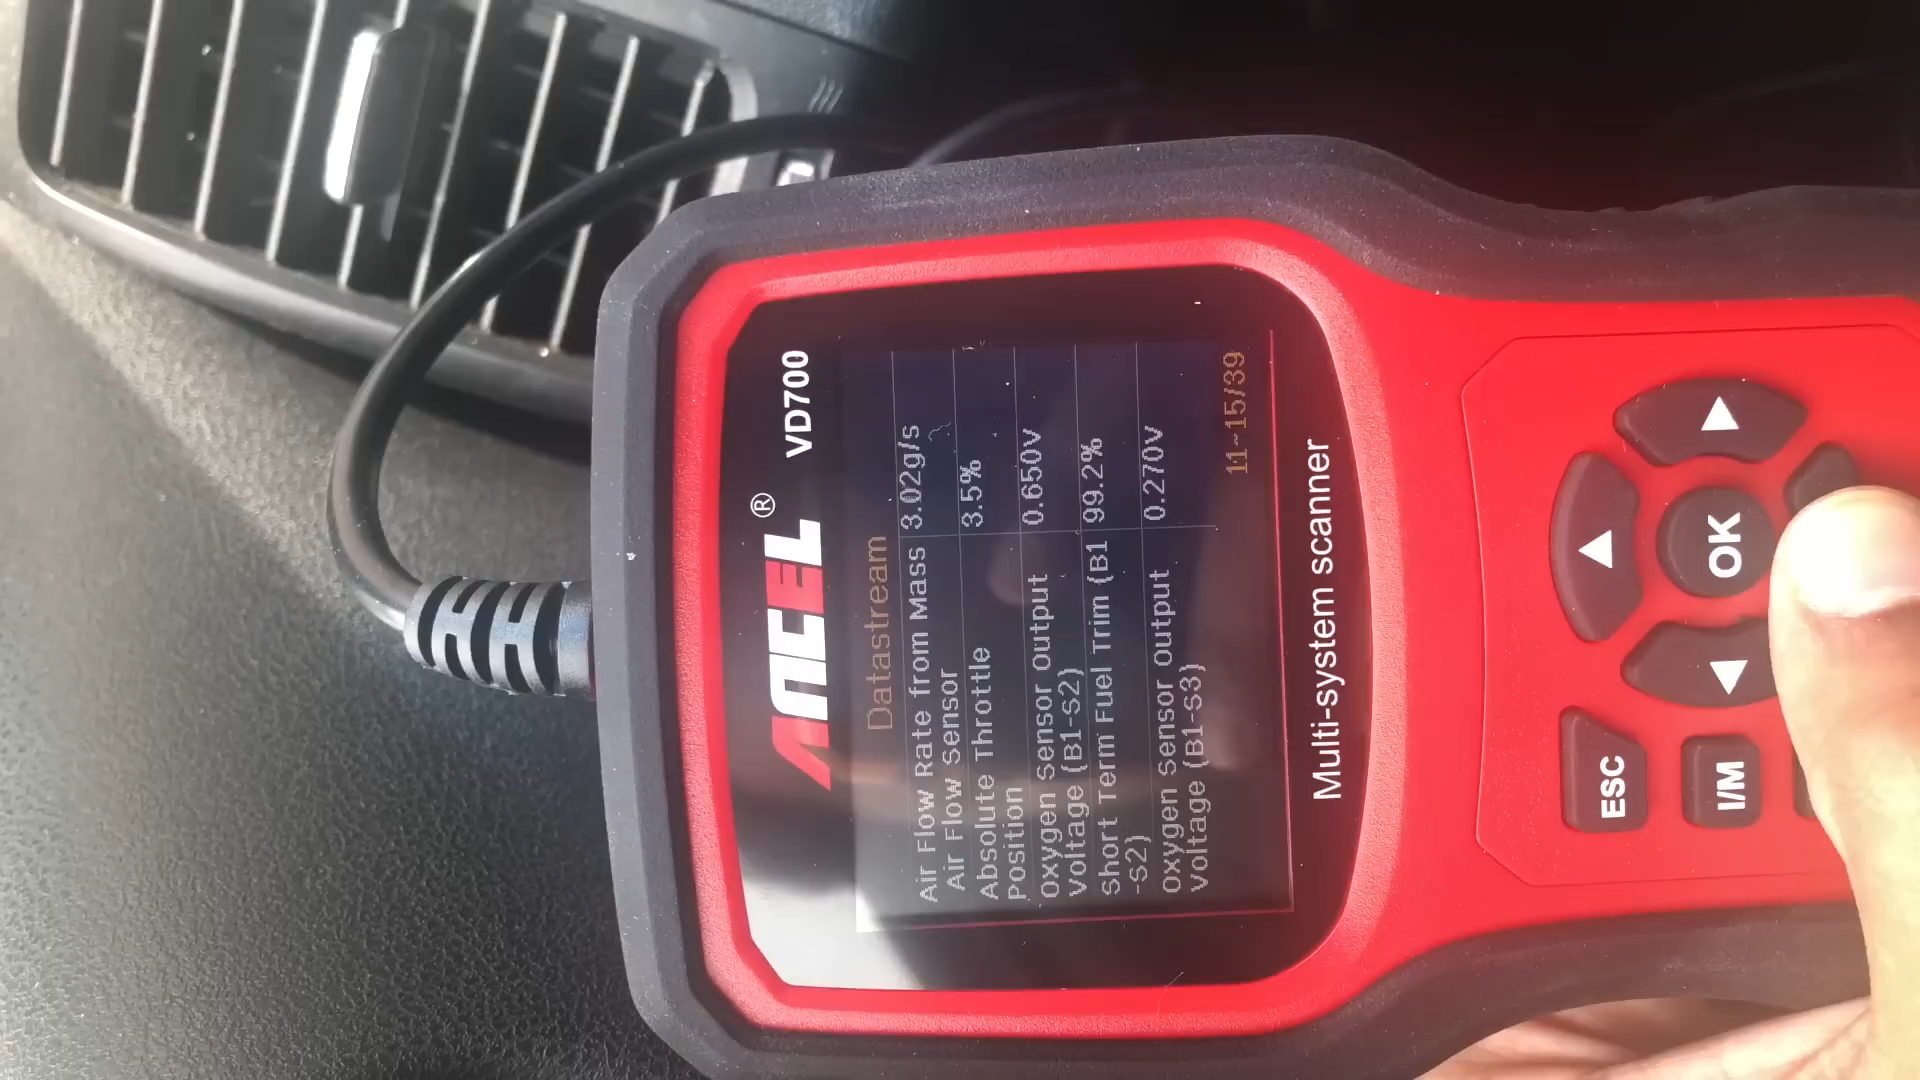 ANCEL® VD700
Datastream
Air Flow Rate from Mass 3.02g/s
Air Flow Sensor
Absolute Throttle 3.5%
Position
Oxygen Sensor Output 0.650V
Voltage (B1-S2)
Short Term Fuel Trim (B1 99.2%
-S2)
Oxygen Sensor Output 0.270V
Voltage (B1-S3)
11~15/39
Multi-system scanner
OK
ESC
I/M